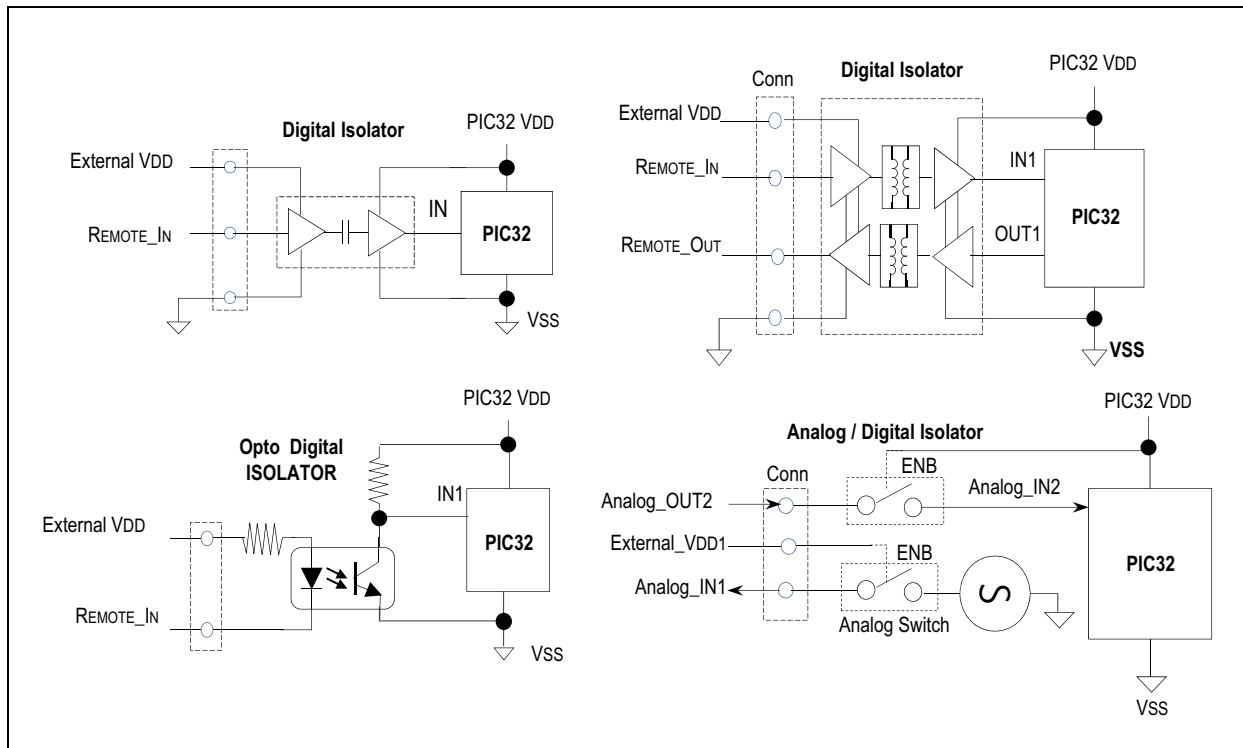 Digital Isolator
PIC32 VDD
External VDD
REMOTE_IN
IN
PIC32
VSS
Conn
Digital Isolator
PIC32 VDD
External VDD
REMOTE_IN
IN1
PIC32
REMOTE_OUT
OUT1
VSS
Opto Digital
ISOLATOR
PIC32 VDD
IN1
External VDD
PIC32
REMOTE_IN
VSS
Analog / Digital Isolator
PIC32 VDD
Conn
ENB
Analog_OUT2
Analog_IN2
External_VDD1
ENB
PIC32
Analog_IN1
S
Analog Switch
VSS